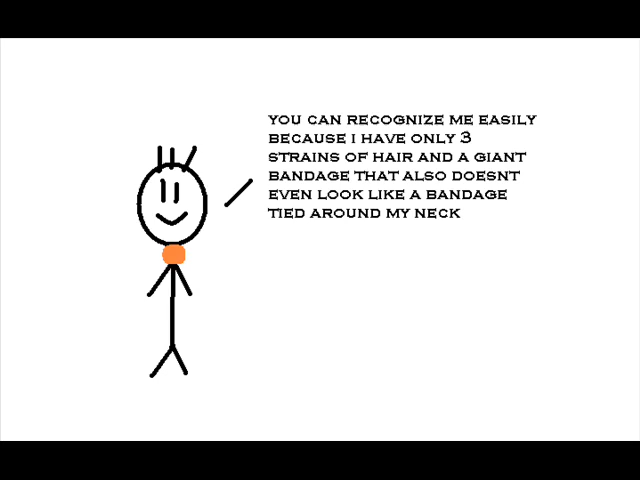 YOU CAN RECOGNIZE ME EASILY
BECAUSE I HAVE ONLY 3
STRAINS OF HAIR AND A GIANT
BANDAGE THAT ALSO DOESNT
EVEN LOOK LIKE A BANDAGE
TIED AROUND MY NECK